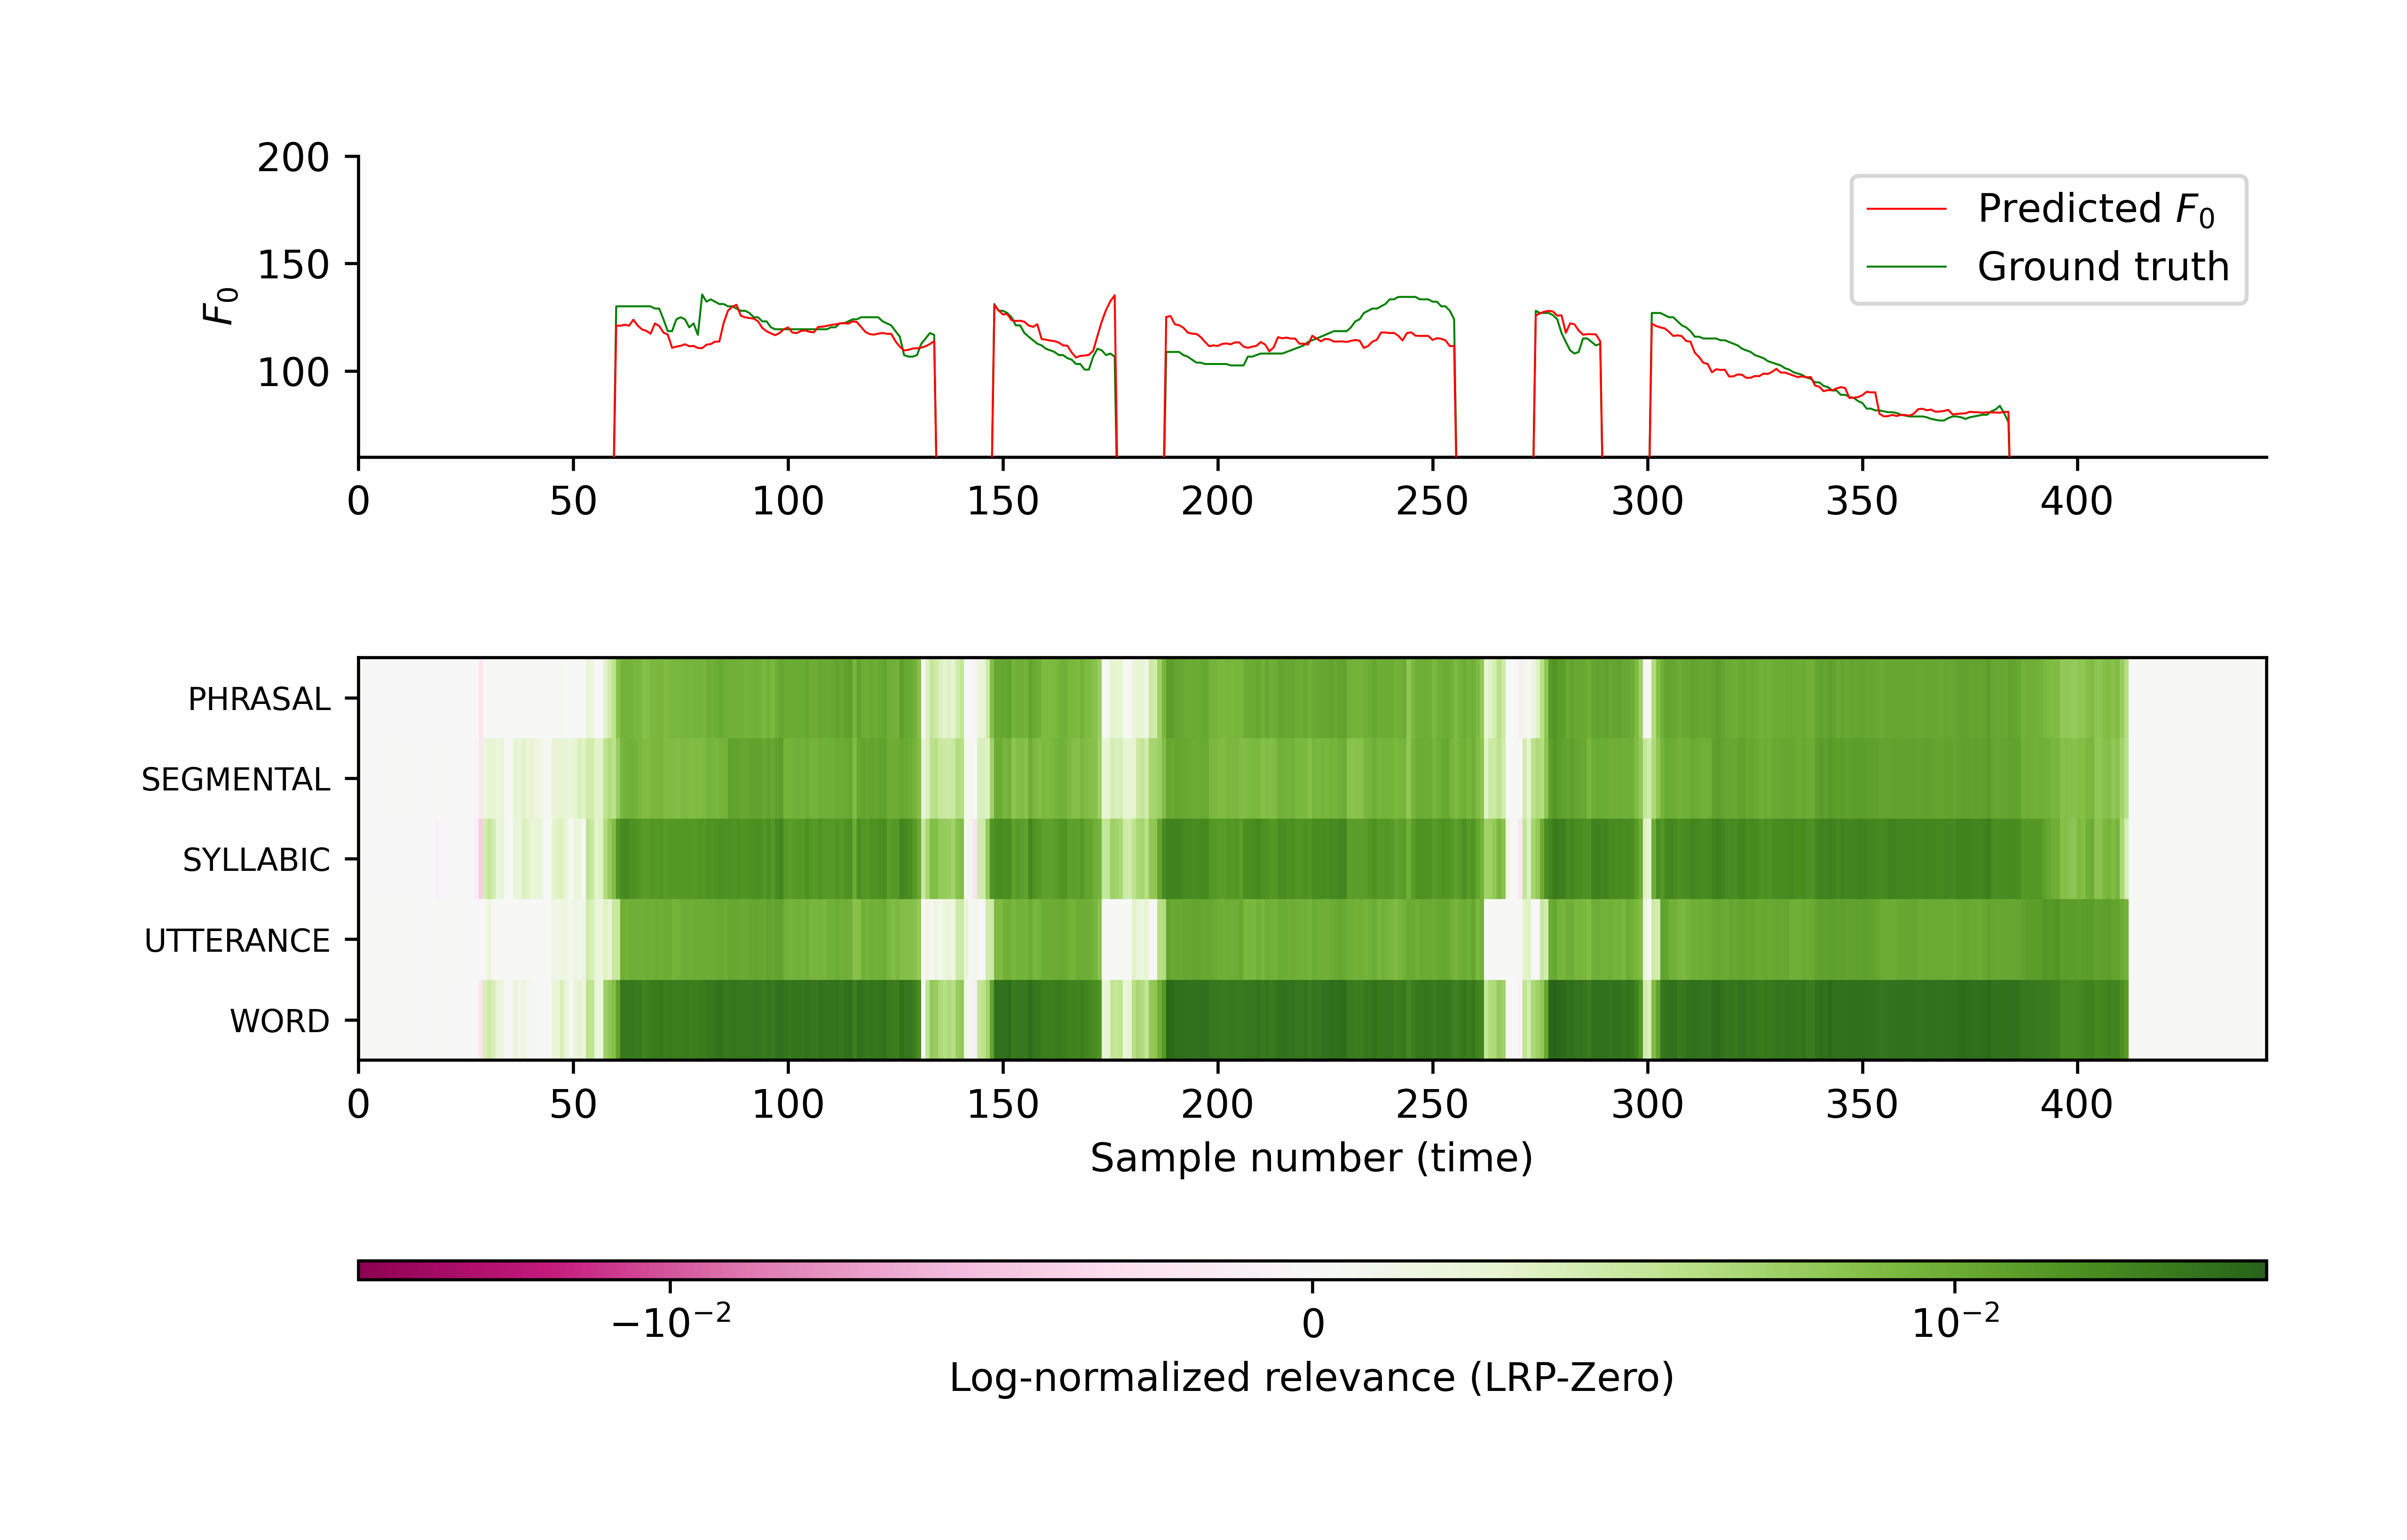 200
150
100
F₀
Predicted F₀
Ground truth
0 50 100 150 200 250 300 350 400
PHRASAL
SEGMENTAL
SYLLABIC
UTTERANCE
WORD
0 50 100 150 200 250 300 350 400
Sample number (time)
−10⁻² 0 10⁻²
Log-normalized relevance (LRP-Zero)